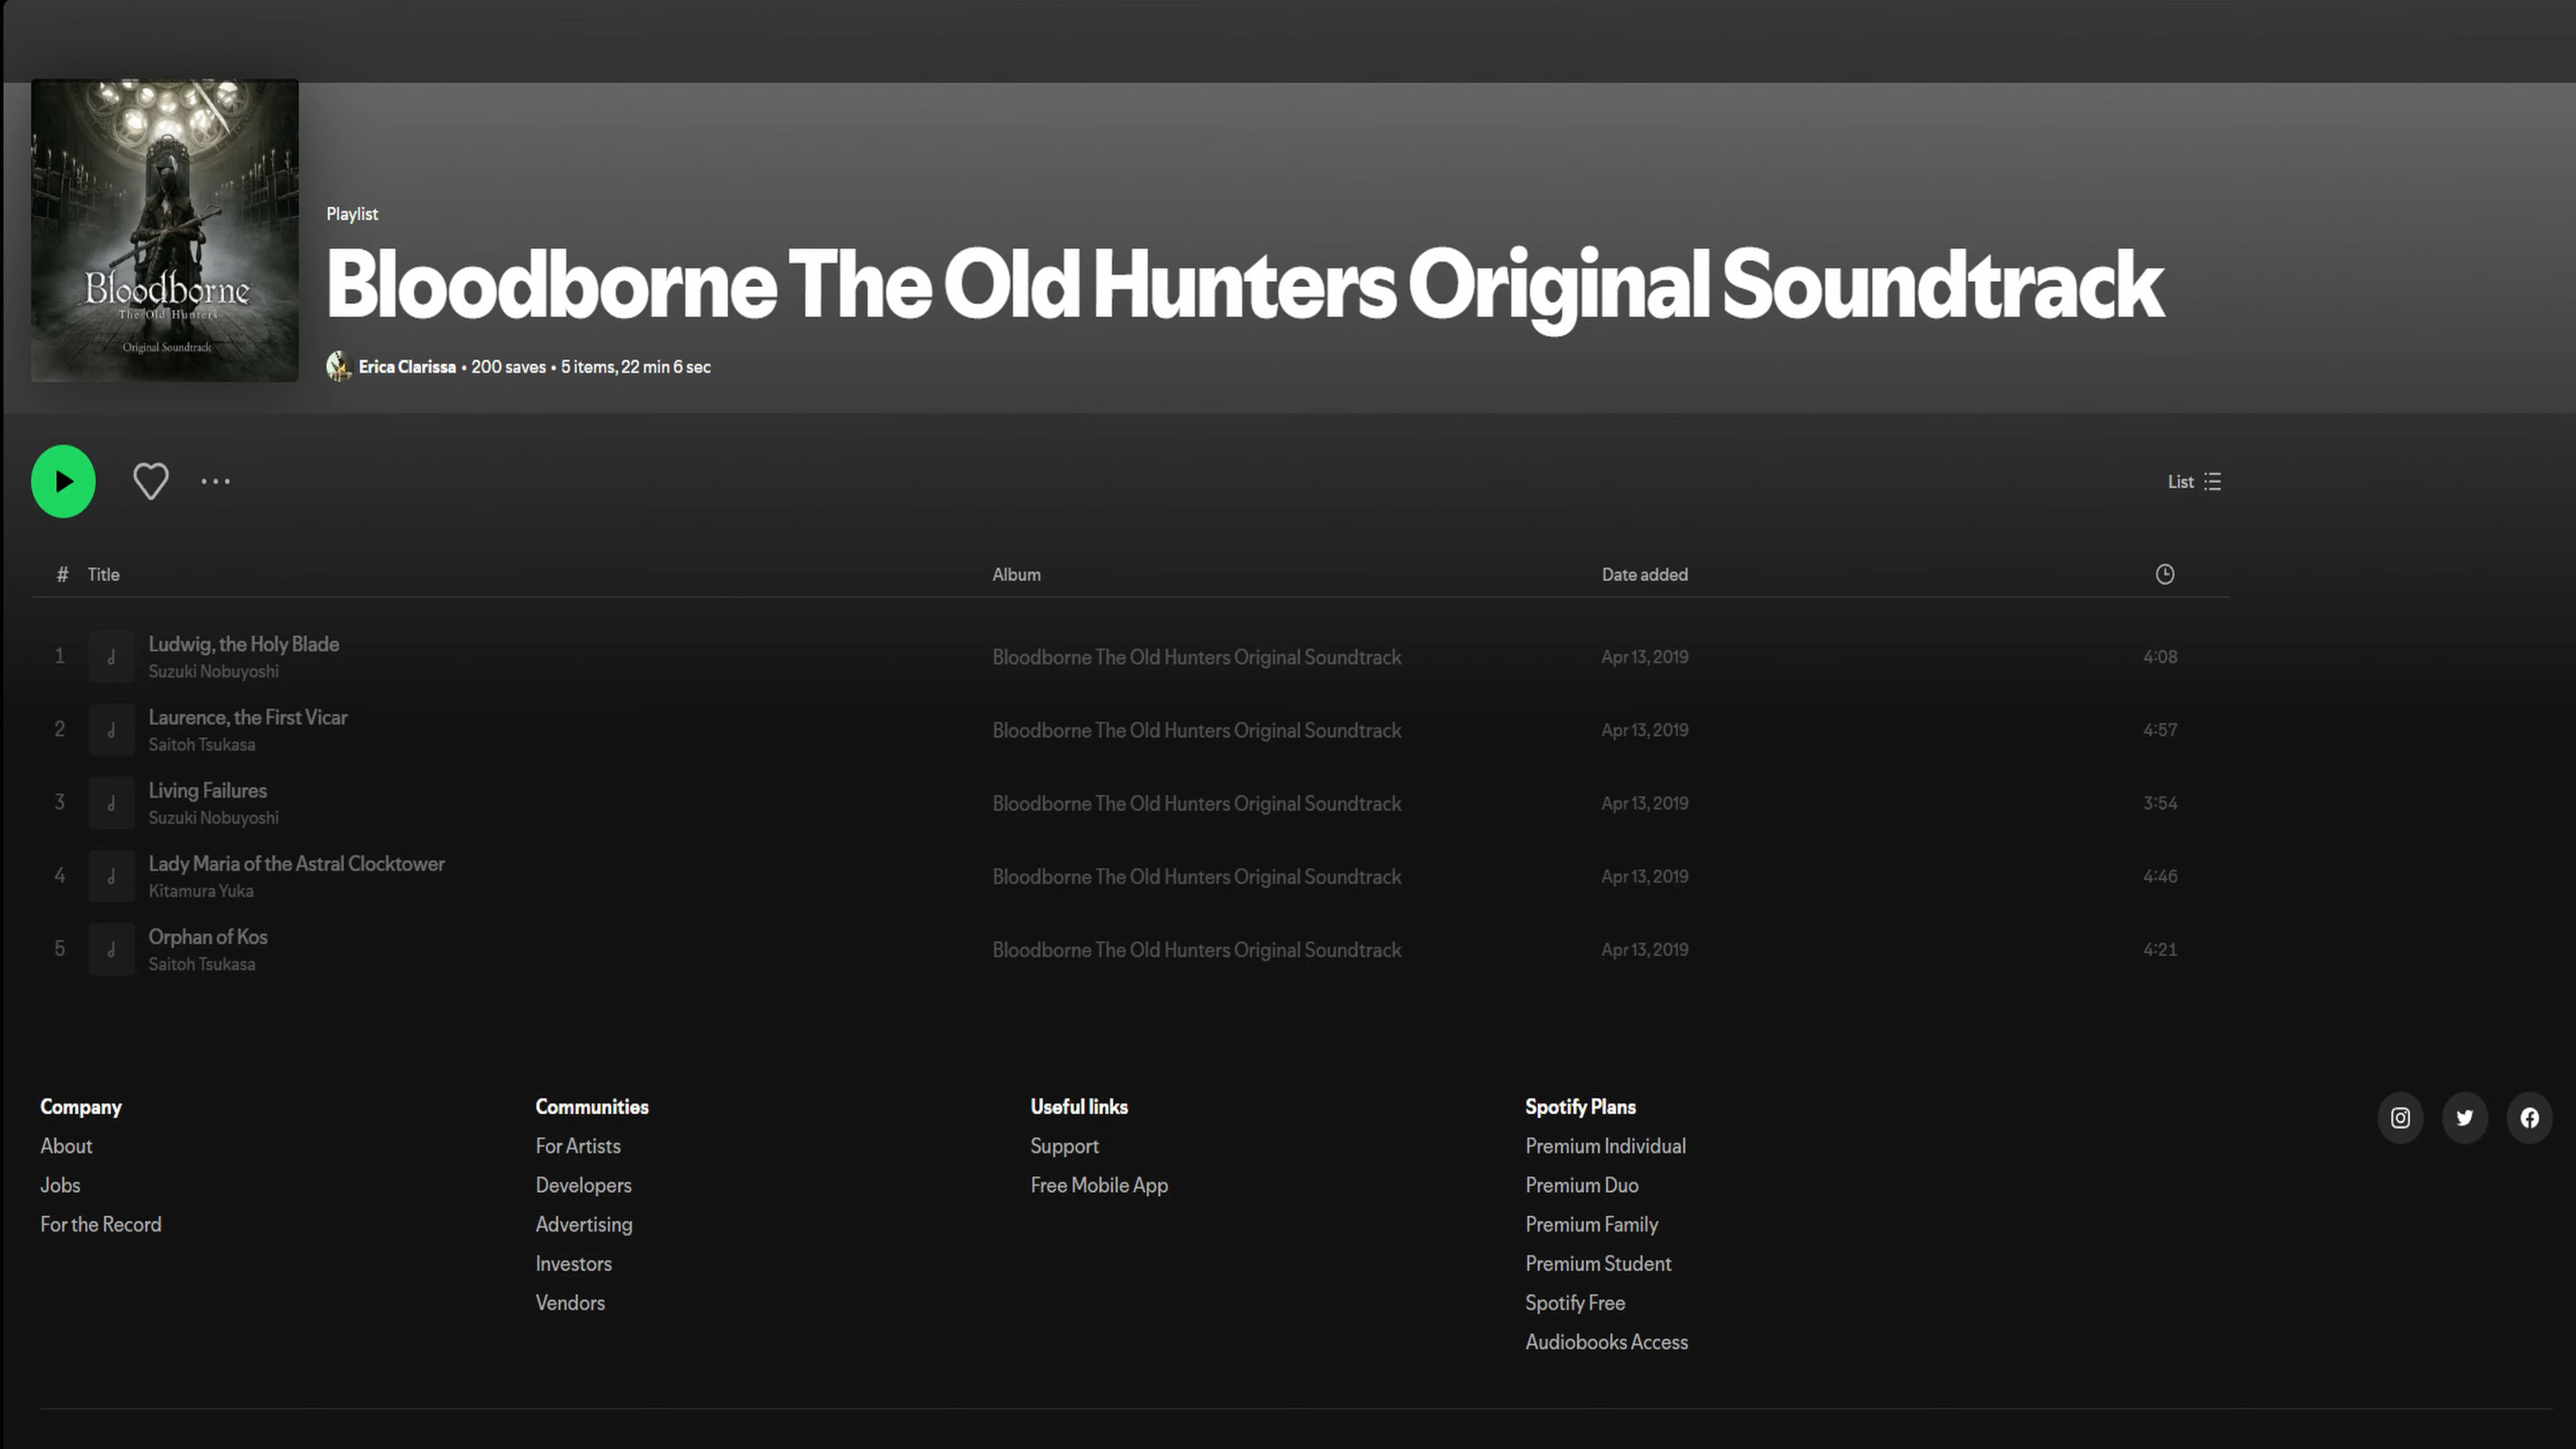 Bloodborne
The Old Hunters
Original Soundtrack
Playlist
Bloodborne The Old Hunters Original Soundtrack
Erica Clarissa • 200 saves • 5 items, 22 min 6 sec
List
# Title Album Date added
1 Ludwig, the Holy Blade Bloodborne The Old Hunters Original Soundtrack Apr 13, 2019 4:08
Suzuki Nobuyoshi
2 Laurence, the First Vicar Bloodborne The Old Hunters Original Soundtrack Apr 13, 2019 4:57
Saitoh Tsukasa
3 Living Failures Bloodborne The Old Hunters Original Soundtrack Apr 13, 2019 3:54
Suzuki Nobuyoshi
4 Lady Maria of the Astral Clocktower Bloodborne The Old Hunters Original Soundtrack Apr 13, 2019 4:46
Kitamura Yuka
5 Orphan of Kos Bloodborne The Old Hunters Original Soundtrack Apr 13, 2019 4:21
Saitoh Tsukasa
Company
About
Jobs
For the Record
Communities
For Artists
Developers
Advertising
Investors
Vendors
Useful links
Support
Free Mobile App
Spotify Plans
Premium Individual
Premium Duo
Premium Family
Premium Student
Spotify Free
Audiobooks Access